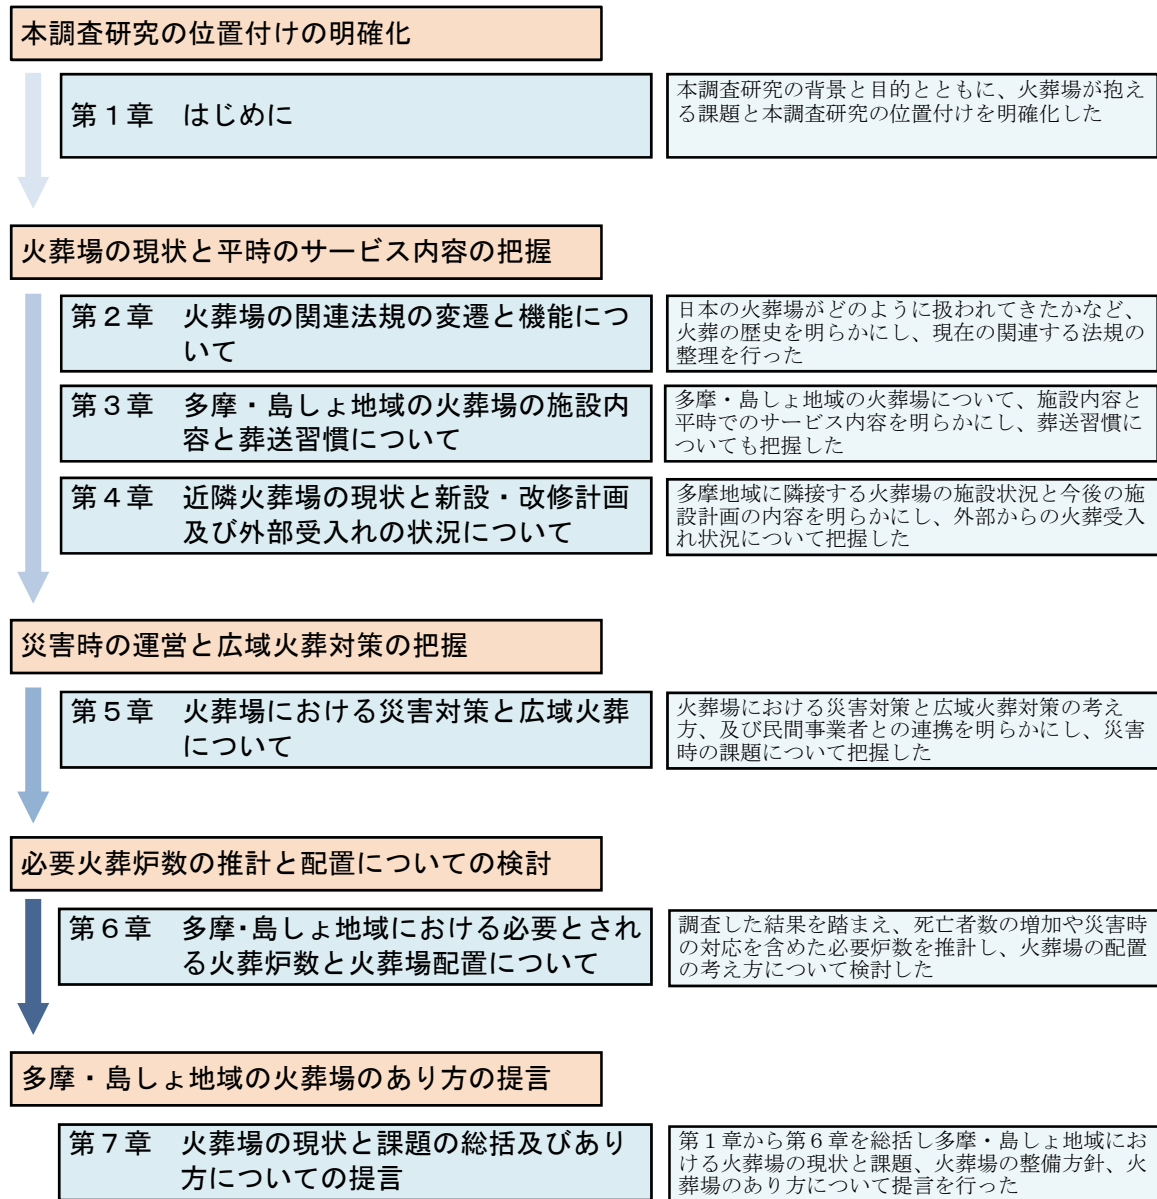 本調査研究の位置付けの明確化
第１章　はじめに
本調査研究の背景と目的とともに、火葬場が抱え
る課題と本調査研究の位置付けを明確化した
火葬場の現状と平時のサービス内容の把握
第２章　火葬場の関連法規の変遷と機能につ
いて
日本の火葬場がどのように扱われてきたかなど、
火葬の歴史を明らかにし、現在の関連する法規の
整理を行った
第３章　多摩・島しょ地域の火葬場の施設内
容と葬送習慣について
多摩・島しょ地域の火葬場について、施設内容と
平時でのサービス内容を明らかにし、葬送習慣に
ついても把握した
第４章　近隣火葬場の現状と新設・改修計画
及び外部受入れの状況について
多摩地域に隣接する火葬場の施設状況と今後の施
設計画の内容を明らかにし、外部からの火葬受入
れ状況について把握した
災害時の運営と広域火葬対策の把握
第５章　火葬場における災害対策と広域火葬
について
火葬場における災害対策と広域火葬対策の考え
方、及び民間事業者との連携を明らかにし、災害
時の課題について把握した
必要火葬炉数の推計と配置についての検討
第６章　多摩・島しょ地域における必要とされ
る火葬炉数と火葬場配置について
調査した結果を踏まえ、死亡者数の増加や災害時
の対応を含めた必要炉数を推計し、火葬場の配置
の考え方について検討した
多摩・島しょ地域の火葬場のあり方の提言
第７章　火葬場の現状と課題の総括及びあり
方についての提言
第１章から第６章を総括し多摩・島しょ地域にお
ける火葬場の現状と課題、火葬場の整備方針、火
葬場のあり方について提言を行った